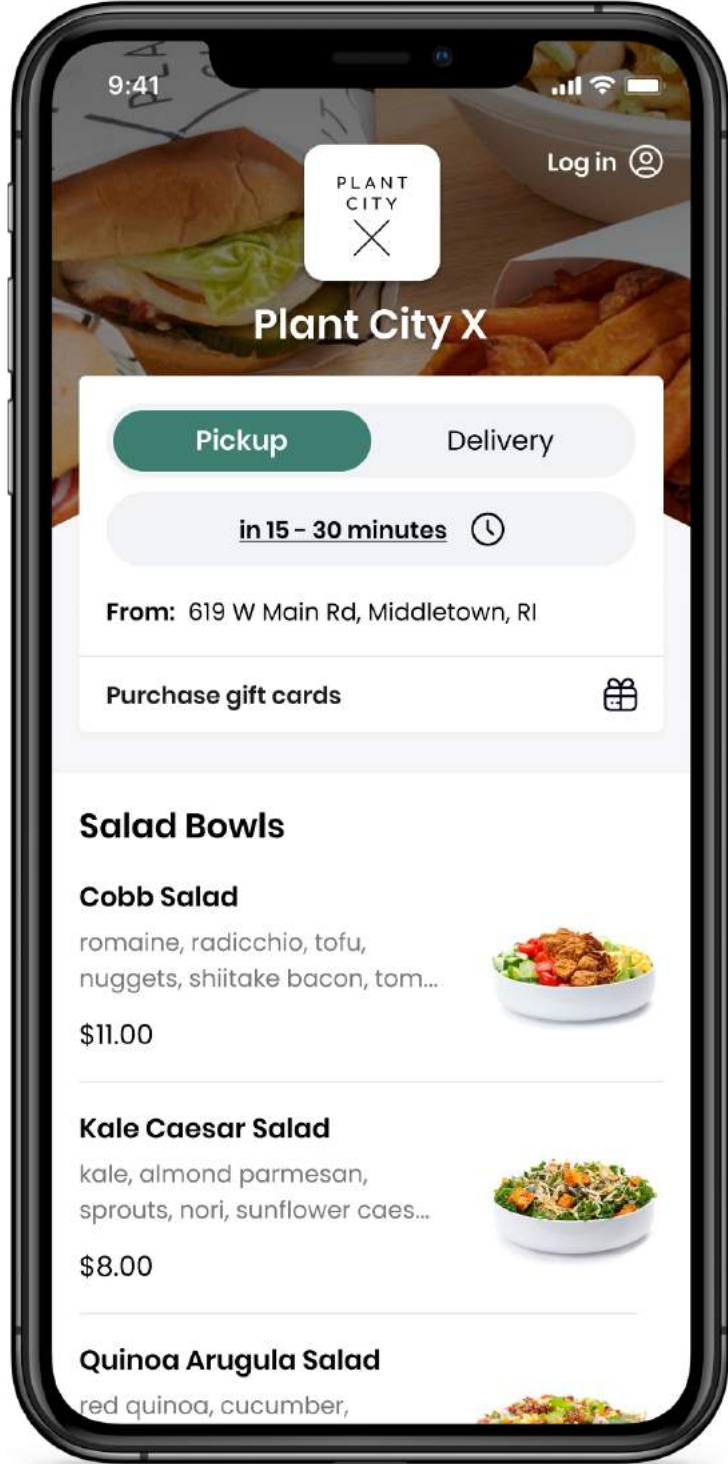 9:41
Log in
PLANT
CITY
X
Plant City X
Pickup
Delivery
in 15 - 30 minutes
From: 619 W Main Rd, Middletown, RI
Purchase gift cards
Salad Bowls
Cobb Salad
romaine, radicchio, tofu,
nuggets, shiitake bacon, tom...
$11.00
Kale Caesar Salad
kale, almond parmesan,
sprouts, nori, sunflower caes...
$8.00
Quinoa Arugula Salad
red quinoa, cucumber,